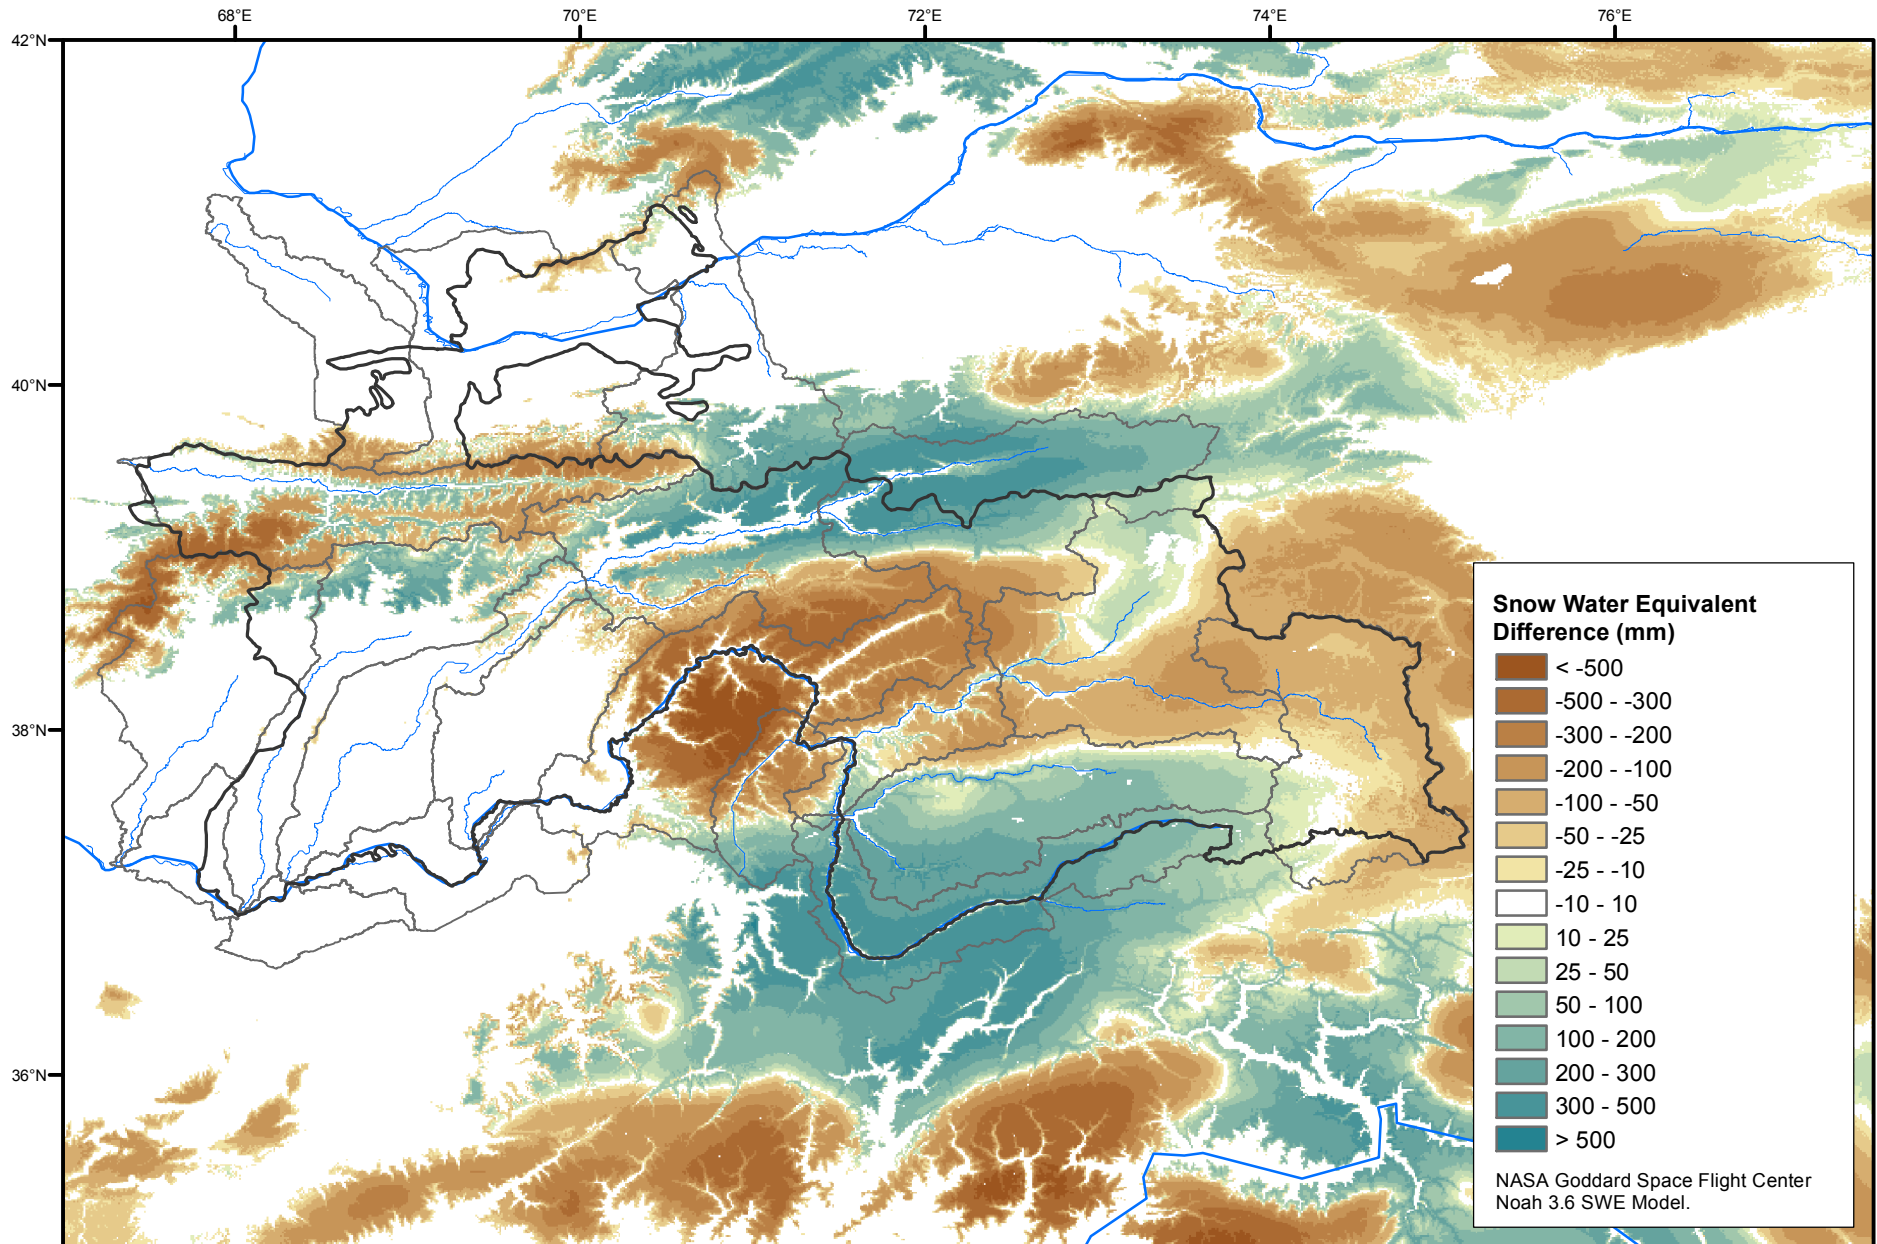 68°E
70°E
72°E
74°E
76°E
42°N
40°N
38°N
36°N
Snow Water Equivalent
Difference (mm)
< -500
-500 - -300
-300 - -200
-200 - -100
-100 - -50
-50 - -25
-25 - -10
-10 - 10
10 - 25
25 - 50
50 - 100
100 - 200
200 - 300
300 - 500
> 500
NASA Goddard Space Flight Center
Noah 3.6 SWE Model.